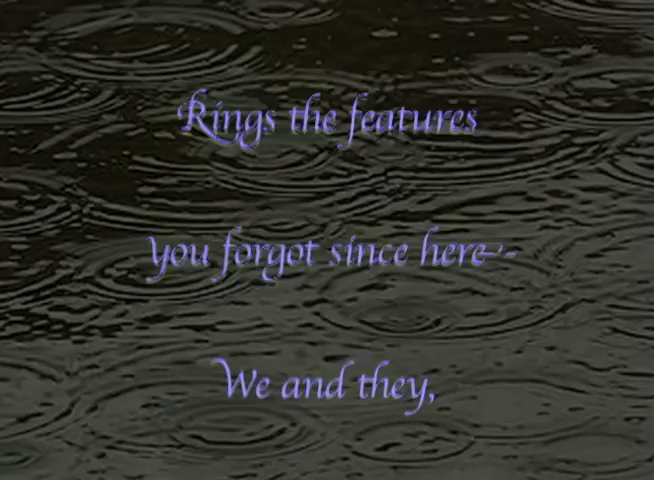 Rings the features
you forgot since here--
We and they,